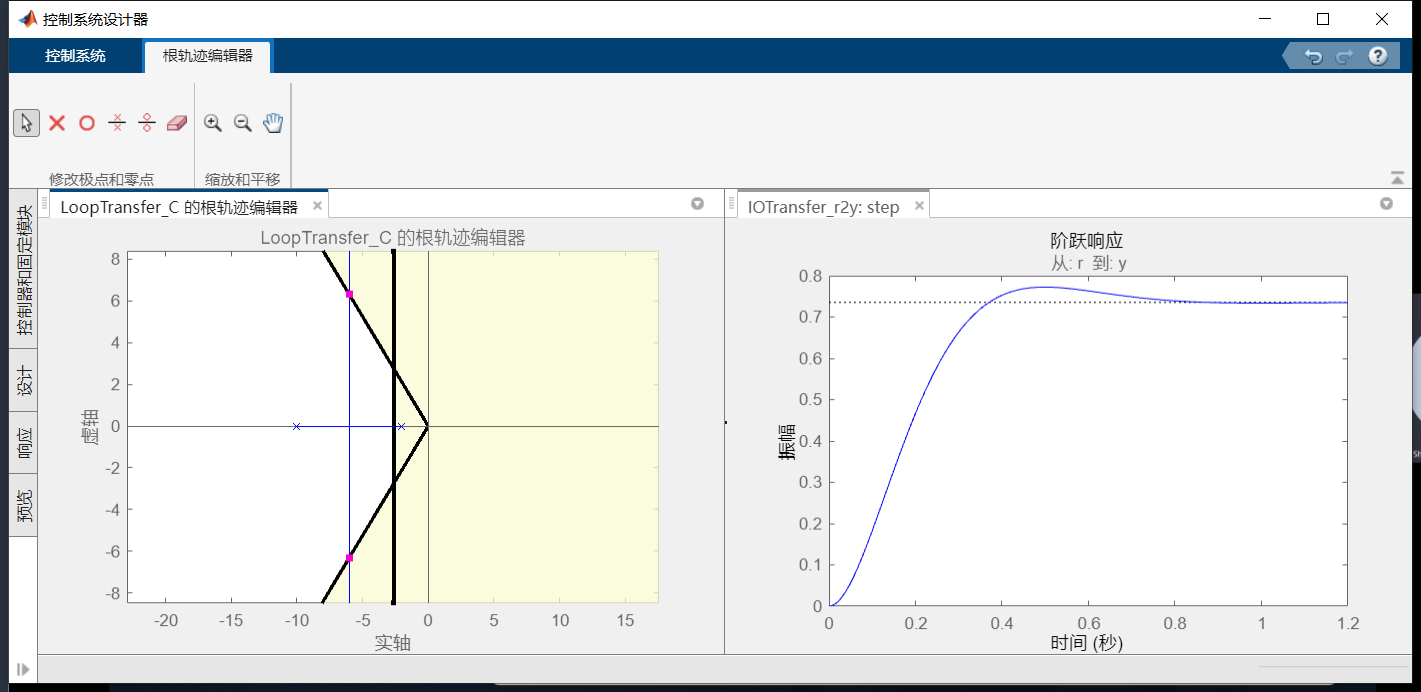 控制系统设计器
控制系统
根轨迹编辑器
修改极点和零点
缩放和平移
控制器和固定模块
设计
响应
预览
LoopTransfer_C 的根轨迹编辑器
LoopTransfer_C 的根轨迹编辑器
8
6
4
2
0
-2
-4
-6
-8
虚轴
-20 -15 -10 -5 0 5 10 15
实轴
IOTransfer_r2y: step
阶跃响应
从: r 到: y
0.8
0.7
0.6
0.5
0.4
0.3
0.2
0.1
0
振幅
0 0.2 0.4 0.6 0.8 1 1.2
时间 (秒)